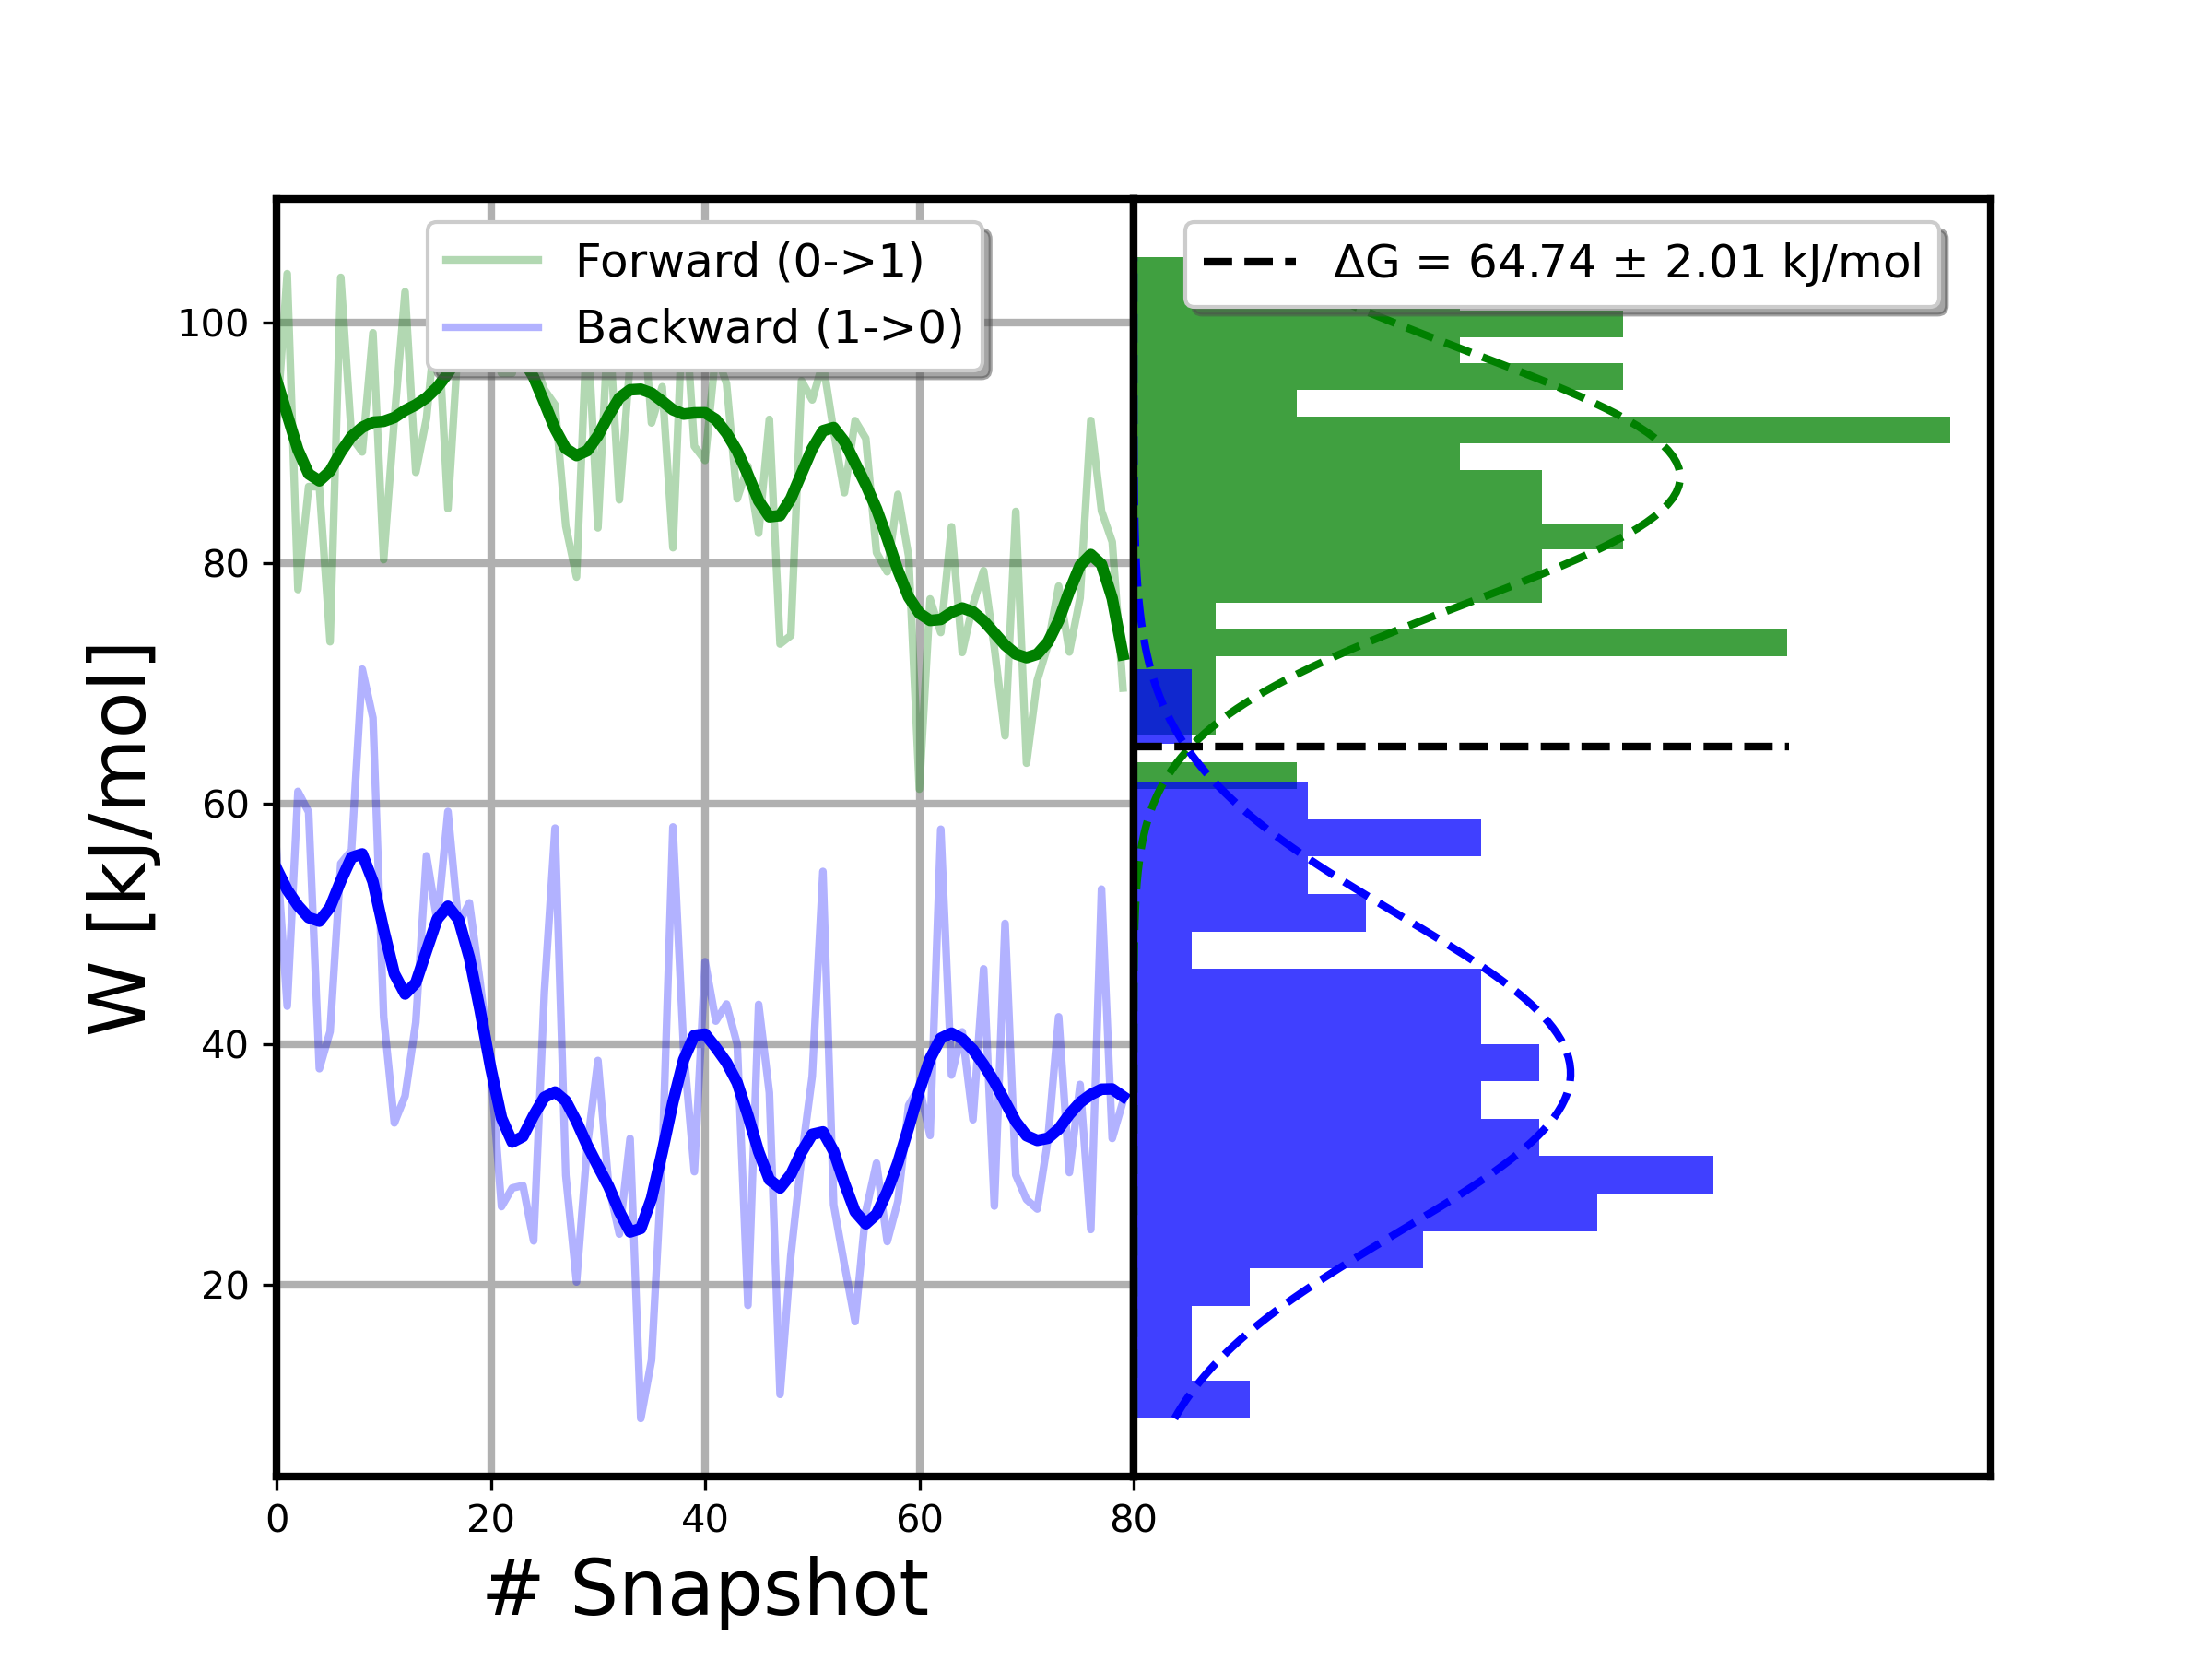 Forward (0->1)
Backward (1->0)
ΔG = 64.74 ± 2.01 kJ/mol
100
80
60
40
20
W [kJ/mol]
0
20
40
60
80
# Snapshot